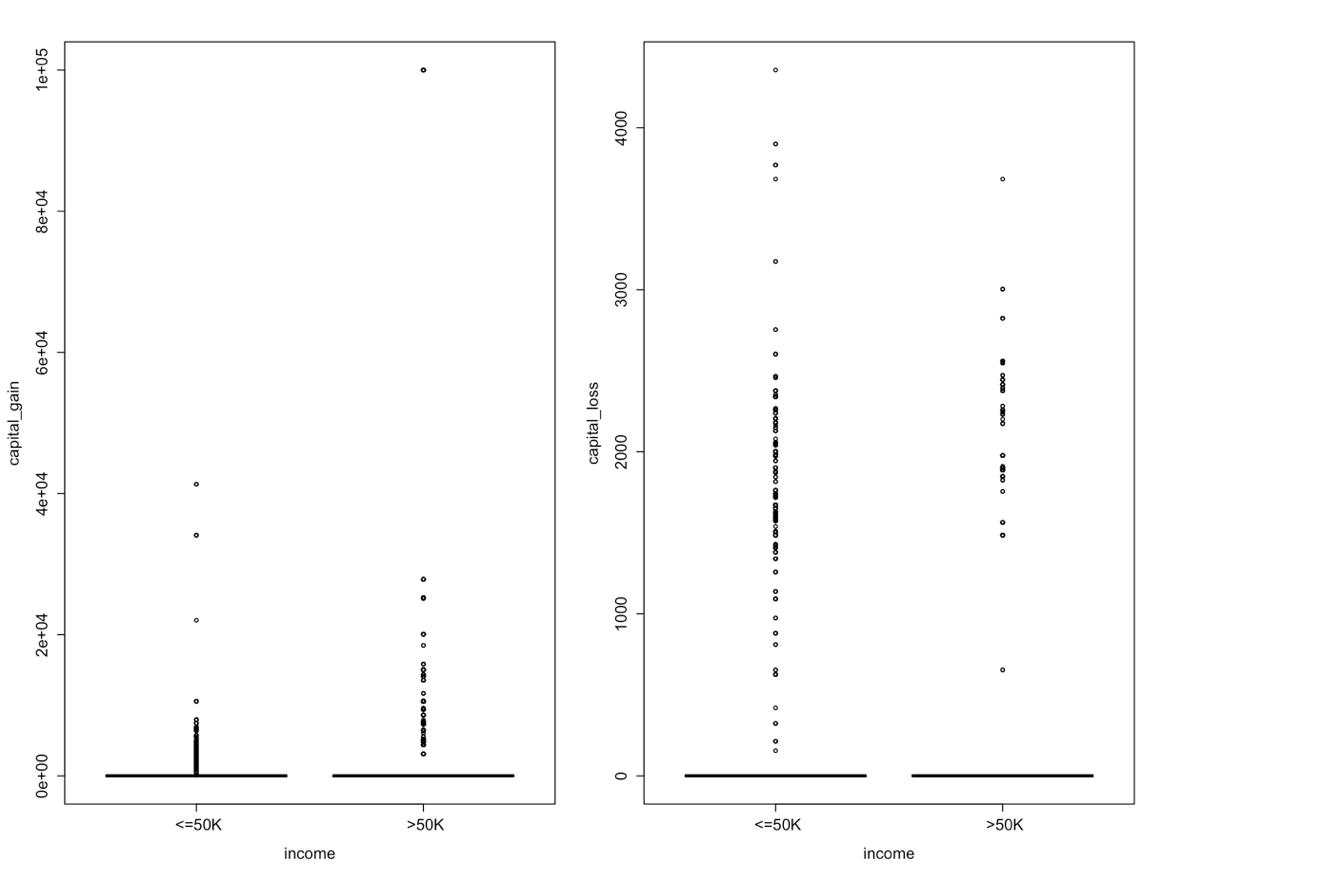 capital_gain
1e+05
8e+04
6e+04
4e+04
2e+04
0e+00
<=50K
>50K
income
capital_loss
4000
3000
2000
1000
0
<=50K
>50K
income